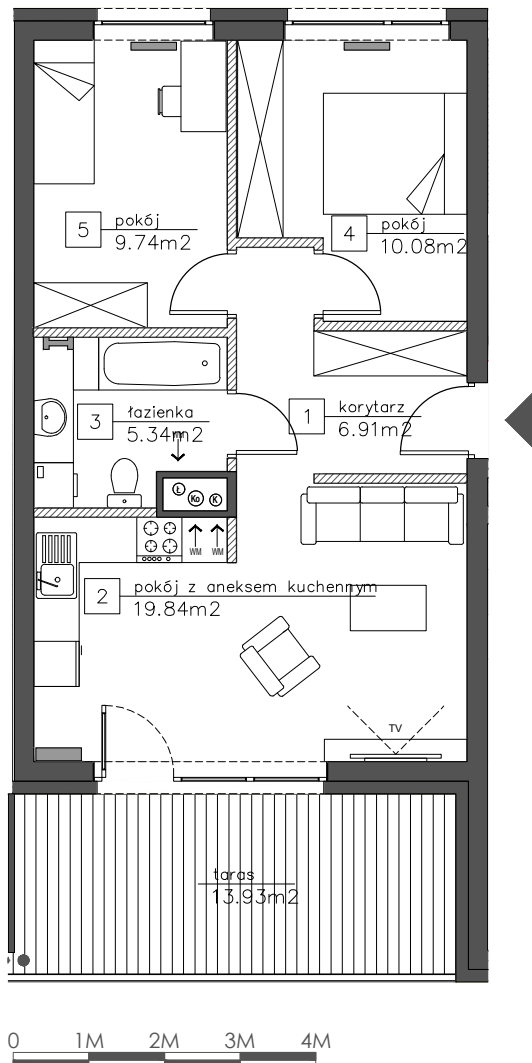 5 pokój
9.74m2
4 pokój
10.08m2
3 łazienka
5.34m2
WM
1 korytarz
6.91m2
Ł Ko K
WM WM
2 pokój z aneksem kuchennym
19.84m2
TV
taras
13.93m2
0 1M 2M 3M 4M